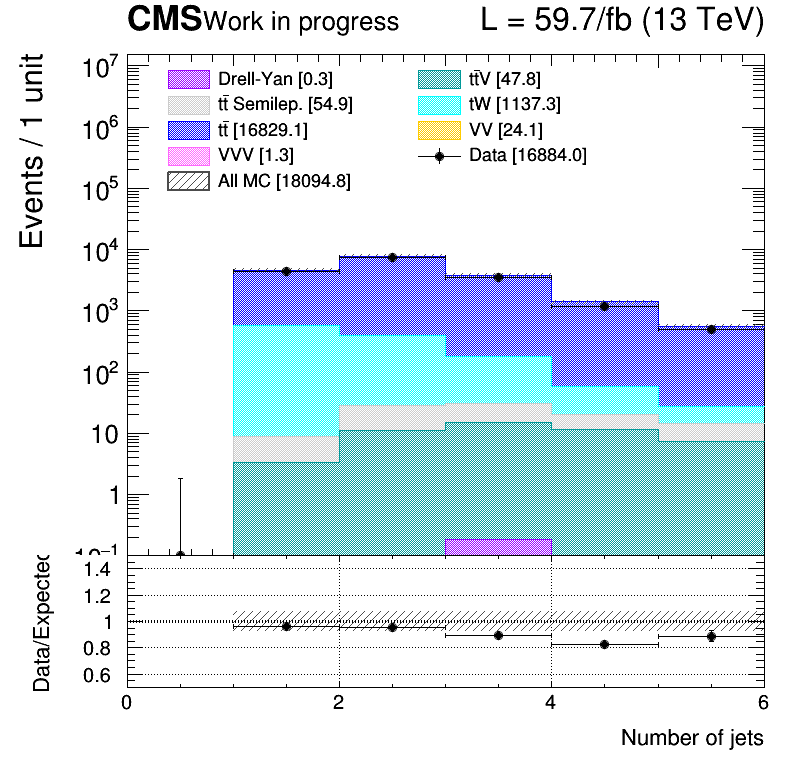 CMS Work in progress L = 59.7/fb (13 TeV)
Events / 1 unit
10⁷
10⁶
10⁵
10⁴
10³
10²
10
1
10⁻¹
Drell-Yan [0.3]
tt̄ Semilep. [54.9]
tt̄ [16829.1]
VVV [1.3]
All MC [18094.8]
tt̄V [47.8]
tW [1137.3]
VV [24.1]
Data [16884.0]
Data/Expected
1.4
1.2
1
0.8
0.6
0 2 4 6
Number of jets